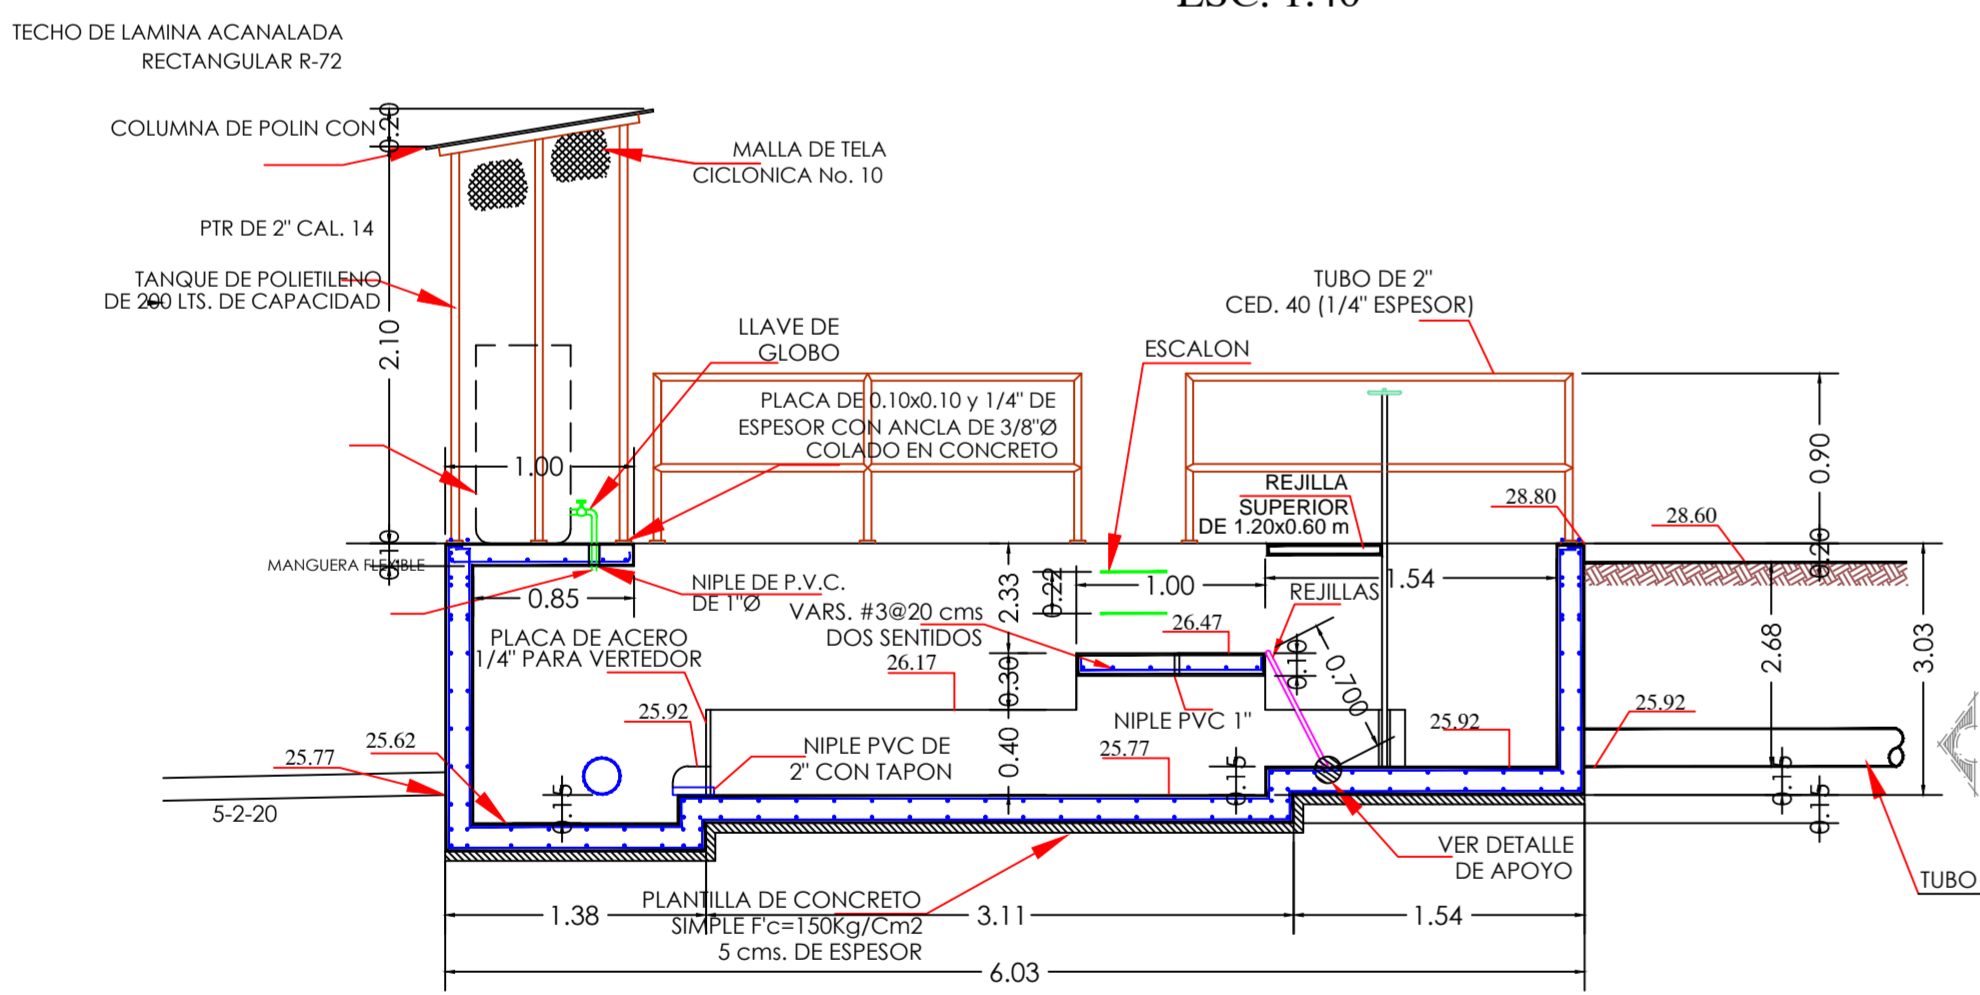 ESC. 1:40
TECHO DE LAMINA ACANALADA
RECTANGULAR R-72
0.20
COLUMNA DE POLIN CON
MALLA DE TELA
CICLONICA No. 10
PTR DE 2" CAL. 14
TANQUE DE POLIETILENO
DE 200 LTS. DE CAPACIDAD
2.10
LLAVE DE
GLOBO
TUBO DE 2"
CED. 40 (1/4" ESPESOR)
ESCALON
PLACA DE 0.10x0.10 y 1/4" DE
ESPESOR CON ANCLA DE 3/8"Ø
COLADO EN CONCRETO
0.90
1.00
REJILLA
SUPERIOR
DE 1.20x0.60 m
28.80
28.60
0.20
0.10
MANGUERA FLEXIBLE
NIPLE DE P.V.C.
DE 1"Ø
0.85
2.33
0.22
1.00
1.54
REJILLAS
VARS. #3@20 cms
DOS SENTIDOS
26.47
PLACA DE ACERO
1/4" PARA VERTEDOR
26.17
0.30
0.10
0.700
2.68
3.03
25.92
NIPLE PVC 1"
25.92
25.92
25.77
25.62
NIPLE PVC DE
2" CON TAPON
0.40
25.77
0.15
0.15
0.15
0.15
5-2-20
VER DETALLE
DE APOYO
TUBO
PLANTILLA DE CONCRETO
SIMPLE F'c=150Kg/Cm2
5 cms. DE ESPESOR
1.38
3.11
1.54
6.03